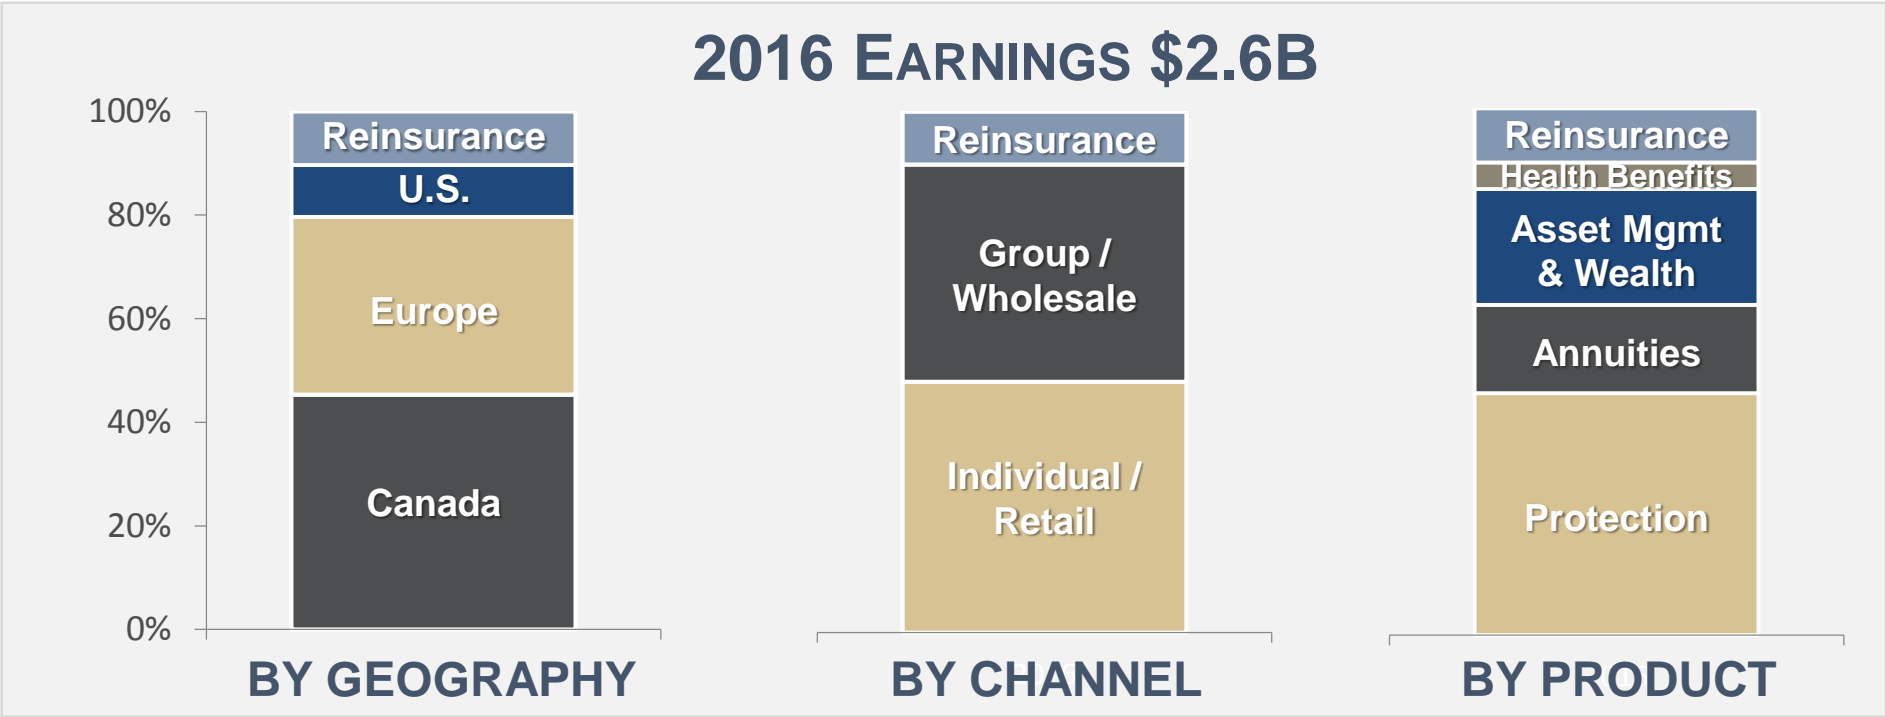 2016 EARNINGS $2.6B
100%
80%
60%
40%
20%
0%
Reinsurance
U.S.
Europe
Canada
BY GEOGRAPHY
Reinsurance
Group /
Wholesale
Individual /
Retail
BY CHANNEL
Reinsurance
Health Benefits
Asset Mgmt
& Wealth
Annuities
Protection
BY PRODUCT